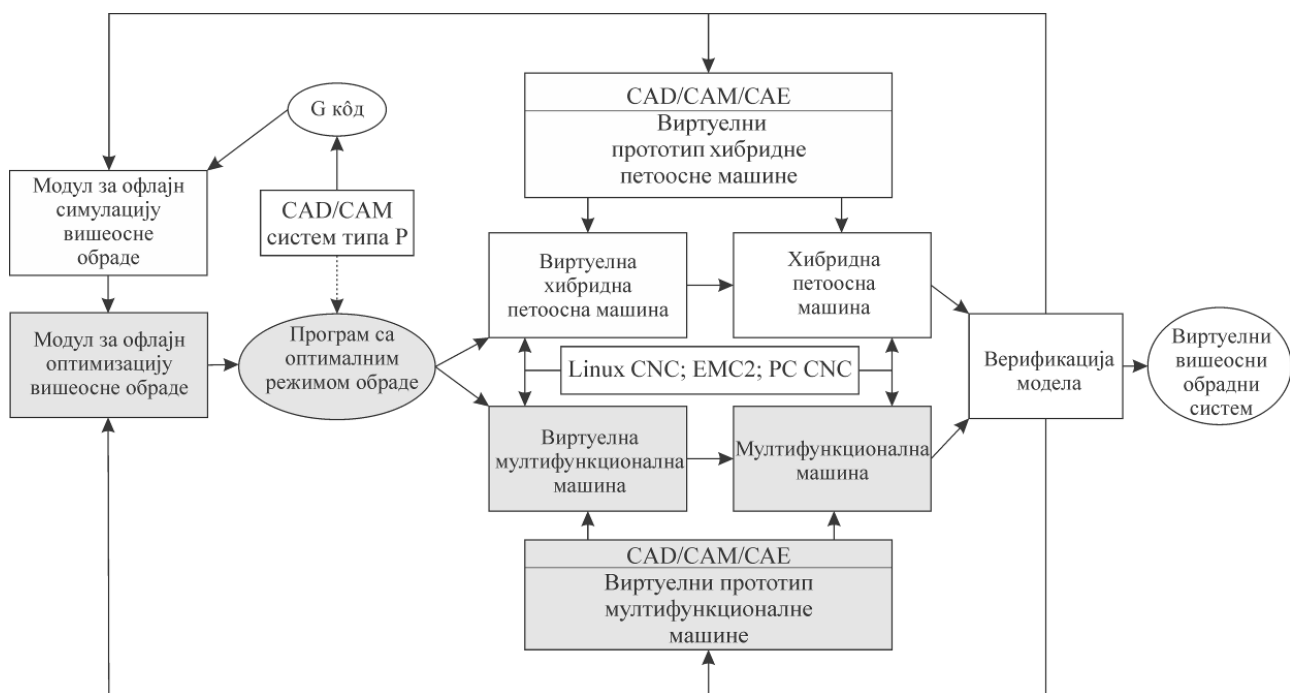 CAD/CAM/CAE
Виртуелни
прототип хибридне
петоосне машине
G кôд
Модул за офлајн
симулацију
вишеосне
обраде
CAD/CAM
систем типа P
Виртуелна
хибридна
петоосна машина
Хибридна
петоосна
машина
Модул за офлајн
оптимизацију
вишеосне обраде
Програм са
оптималним
режимом обраде
Linux CNC; EMC2; PC CNC
Верификација
модела
Виртуелни
вишеосни
обрадни
систем
Виртуелна
мултифункционална
машина
Мултифункционална
машина
CAD/CAM/CAE
Виртуелни прототип
мултифункционалне
машине